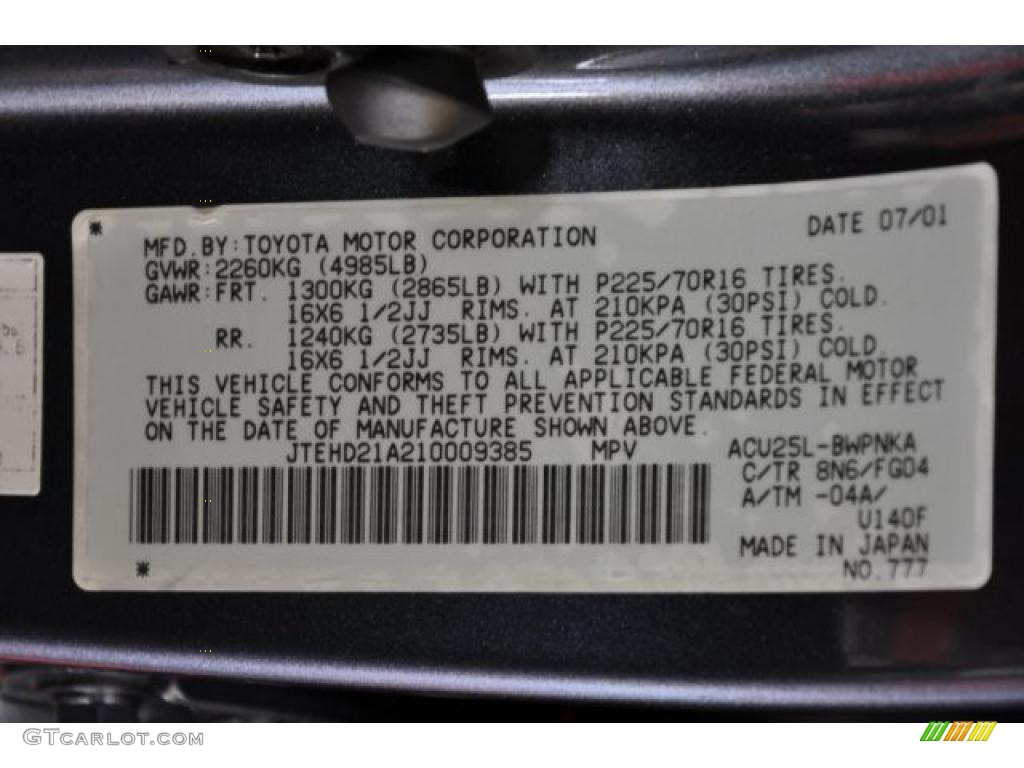 DATE 07/01
MFD.BY:TOYOTA MOTOR CORPORATION
GVWR:2260KG (4985LB)
GAWR:FRT. 1300KG (2865LB) WITH P225/70R16 TIRES.
16X6 1/2JJ RIMS. AT 210KPA (30PSI) COLD.
RR. 1240KG (2735LB) WITH P225/70R16 TIRES.
16X6 1/2JJ RIMS. AT 210KPA (30PSI) COLD
THIS VEHICLE CONFORMS TO ALL APPLICABLE FEDERAL MOTOR
VEHICLE SAFETY AND THEFT PREVENTION STANDARDS IN EFFECT
ON THE DATE OF MANUFACTURE SHOWN ABOVE.
JTEHD21A210009385 MPV ACU25L-BWPNKA
C/TR 8N6/FG04
A/TM -04A/
U140F
MADE IN JAPAN
NO.777
GTCarLot.com